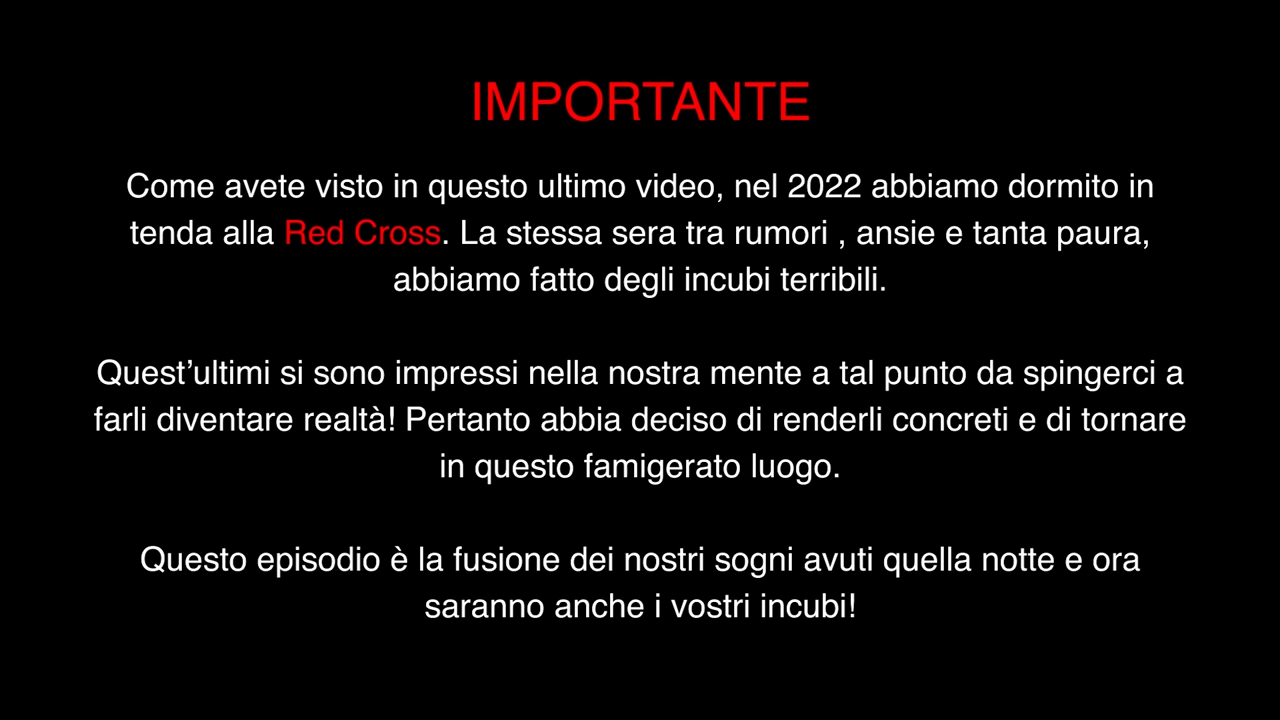 IMPORTANTE
Come avete visto in questo ultimo video, nel 2022 abbiamo dormito in
tenda alla Red Cross. La stessa sera tra rumori , ansie e tanta paura,
abbiamo fatto degli incubi terribili.
Quest’ultimi si sono impressi nella nostra mente a tal punto da spingerci a
farli diventare realtà! Pertanto abbia deciso di renderli concreti e di tornare
in questo famigerato luogo.
Questo episodio è la fusione dei nostri sogni avuti quella notte e ora
saranno anche i vostri incubi!